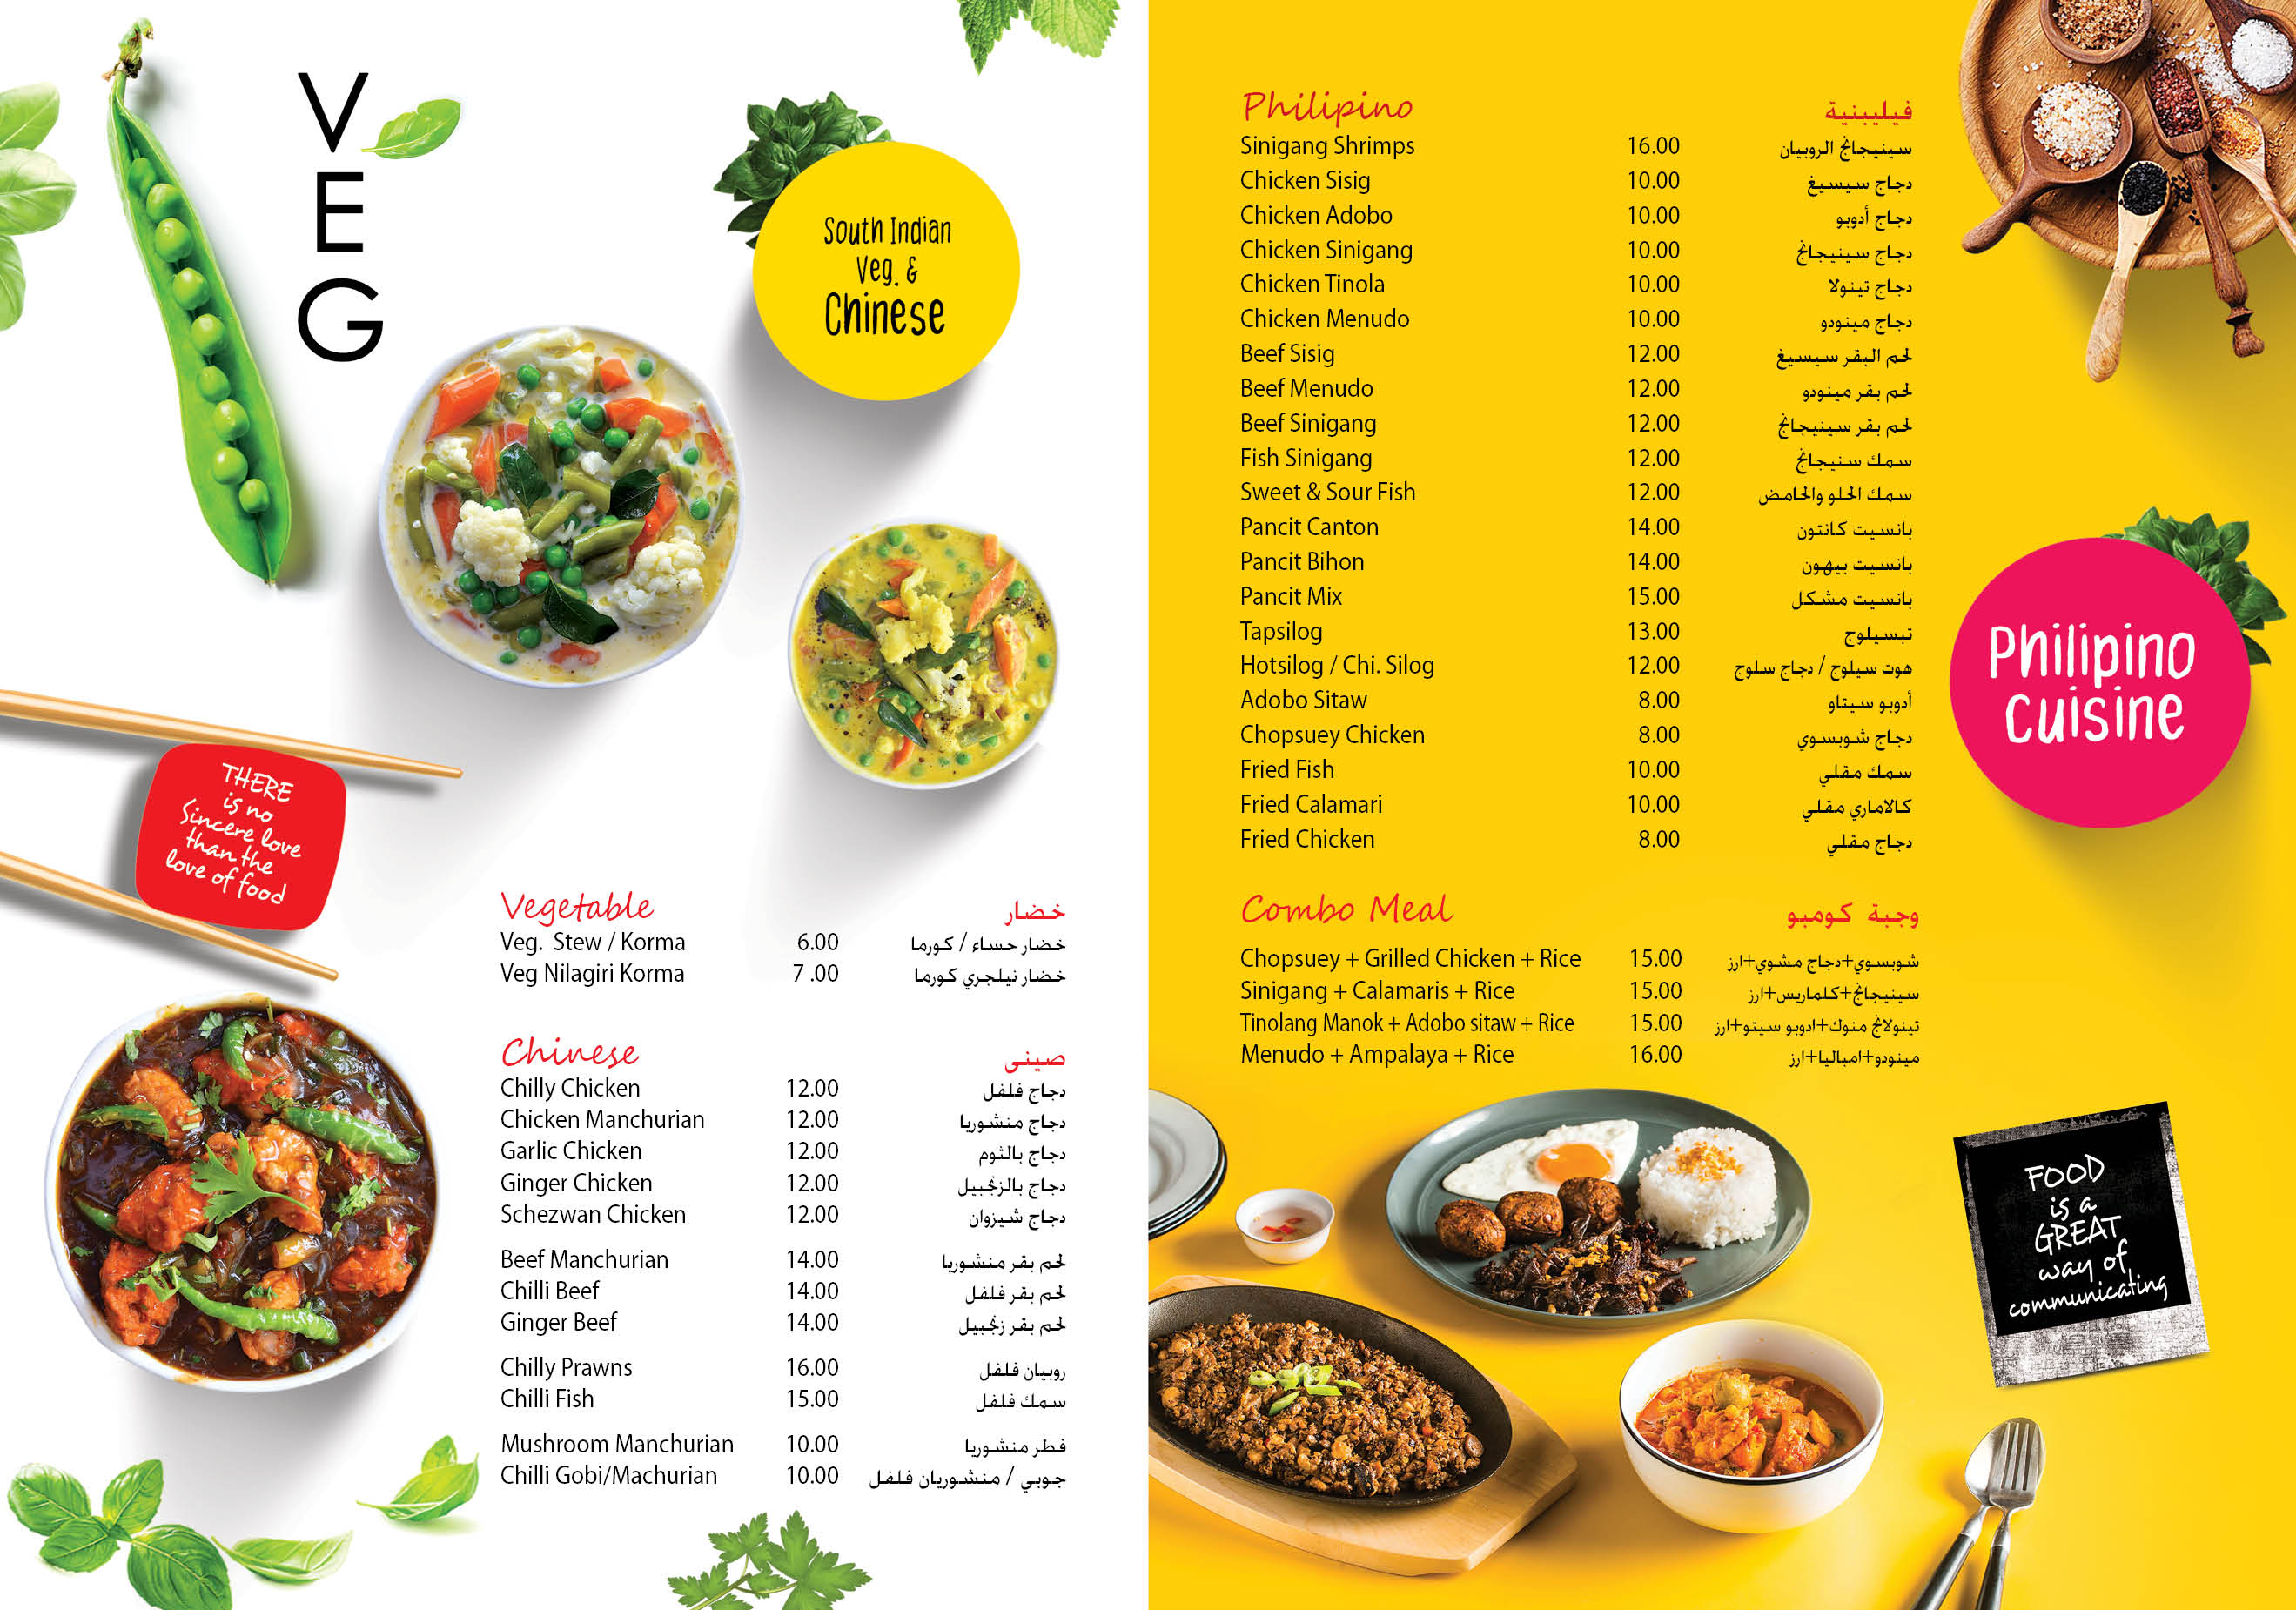 V
E
G
South Indian
Veg. &
Chinese
THERE
is no
Sincere love
than the
love of food
Vegetable خضار
Veg. Stew / Korma 6.00 خضار حساء / كورما
Veg Nilagiri Korma 7 .00 خضار نيلجري كورما
Chinese صينى
Chilly Chicken 12.00 دجاج فلفل
Chicken Manchurian 12.00 دجاج منشوريا
Garlic Chicken 12.00 دجاج بالثوم
Ginger Chicken 12.00 دجاج بالزنجبيل
Schezwan Chicken 12.00 دجاج شيزوان
Beef Manchurian 14.00 لحم بقر منشوريا
Chilli Beef 14.00 لحم بقر فلفل
Ginger Beef 14.00 لحم بقر زنجبيل
Chilly Prawns 16.00 روبيان فلفل
Chilli Fish 15.00 سمك فلفل
Mushroom Manchurian 10.00 فطر منشوريا
Chilli Gobi/Machurian 10.00 جوبي / منشوريان فلفل
Philipino فيليبنية
Sinigang Shrimps 16.00 سينيجانج الروبيان
Chicken Sisig 10.00 دجاج سيسيغ
Chicken Adobo 10.00 دجاج أدوبو
Chicken Sinigang 10.00 دجاج سينيجانج
Chicken Tinola 10.00 دجاج تينولا
Chicken Menudo 10.00 دجاج مينودو
Beef Sisig 12.00 لحم البقر سيسيغ
Beef Menudo 12.00 لحم بقر مينودو
Beef Sinigang 12.00 لحم بقر سينيجانج
Fish Sinigang 12.00 سمك سنيجانج
Sweet & Sour Fish 12.00 سمك الحلو والحامض
Pancit Canton 14.00 بانسيت كانتون
Pancit Bihon 14.00 بانسيت بيهون
Pancit Mix 15.00 بانسيت مشكل
Tapsilog 13.00 تبسيلوج
Hotsilog / Chi. Silog 12.00 هوت سيلوج / دجاج سلوج
Adobo Sitaw 8.00 أدوبو سيتاو
Chopsuey Chicken 8.00 دجاج شوبسوي
Fried Fish 10.00 سمك مقلي
Fried Calamari 10.00 كالاماري مقلي
Fried Chicken 8.00 دجاج مقلي
Philipino
cuisine
Combo Meal وجبة كومبو
Chopsuey + Grilled Chicken + Rice 15.00 شوبسوي+دجاج مشوي+ارز
Sinigang + Calamaris + Rice 15.00 سينيجانج+كلماريس+ارز
Tinolang Manok + Adobo sitaw + Rice 15.00 تينولانج منوك+ادوبو سيتو+ارز
Menudo + Ampalaya + Rice 16.00 مينودو+امباليا+ارز
FOOD
is a
GREAT
way of
communicating